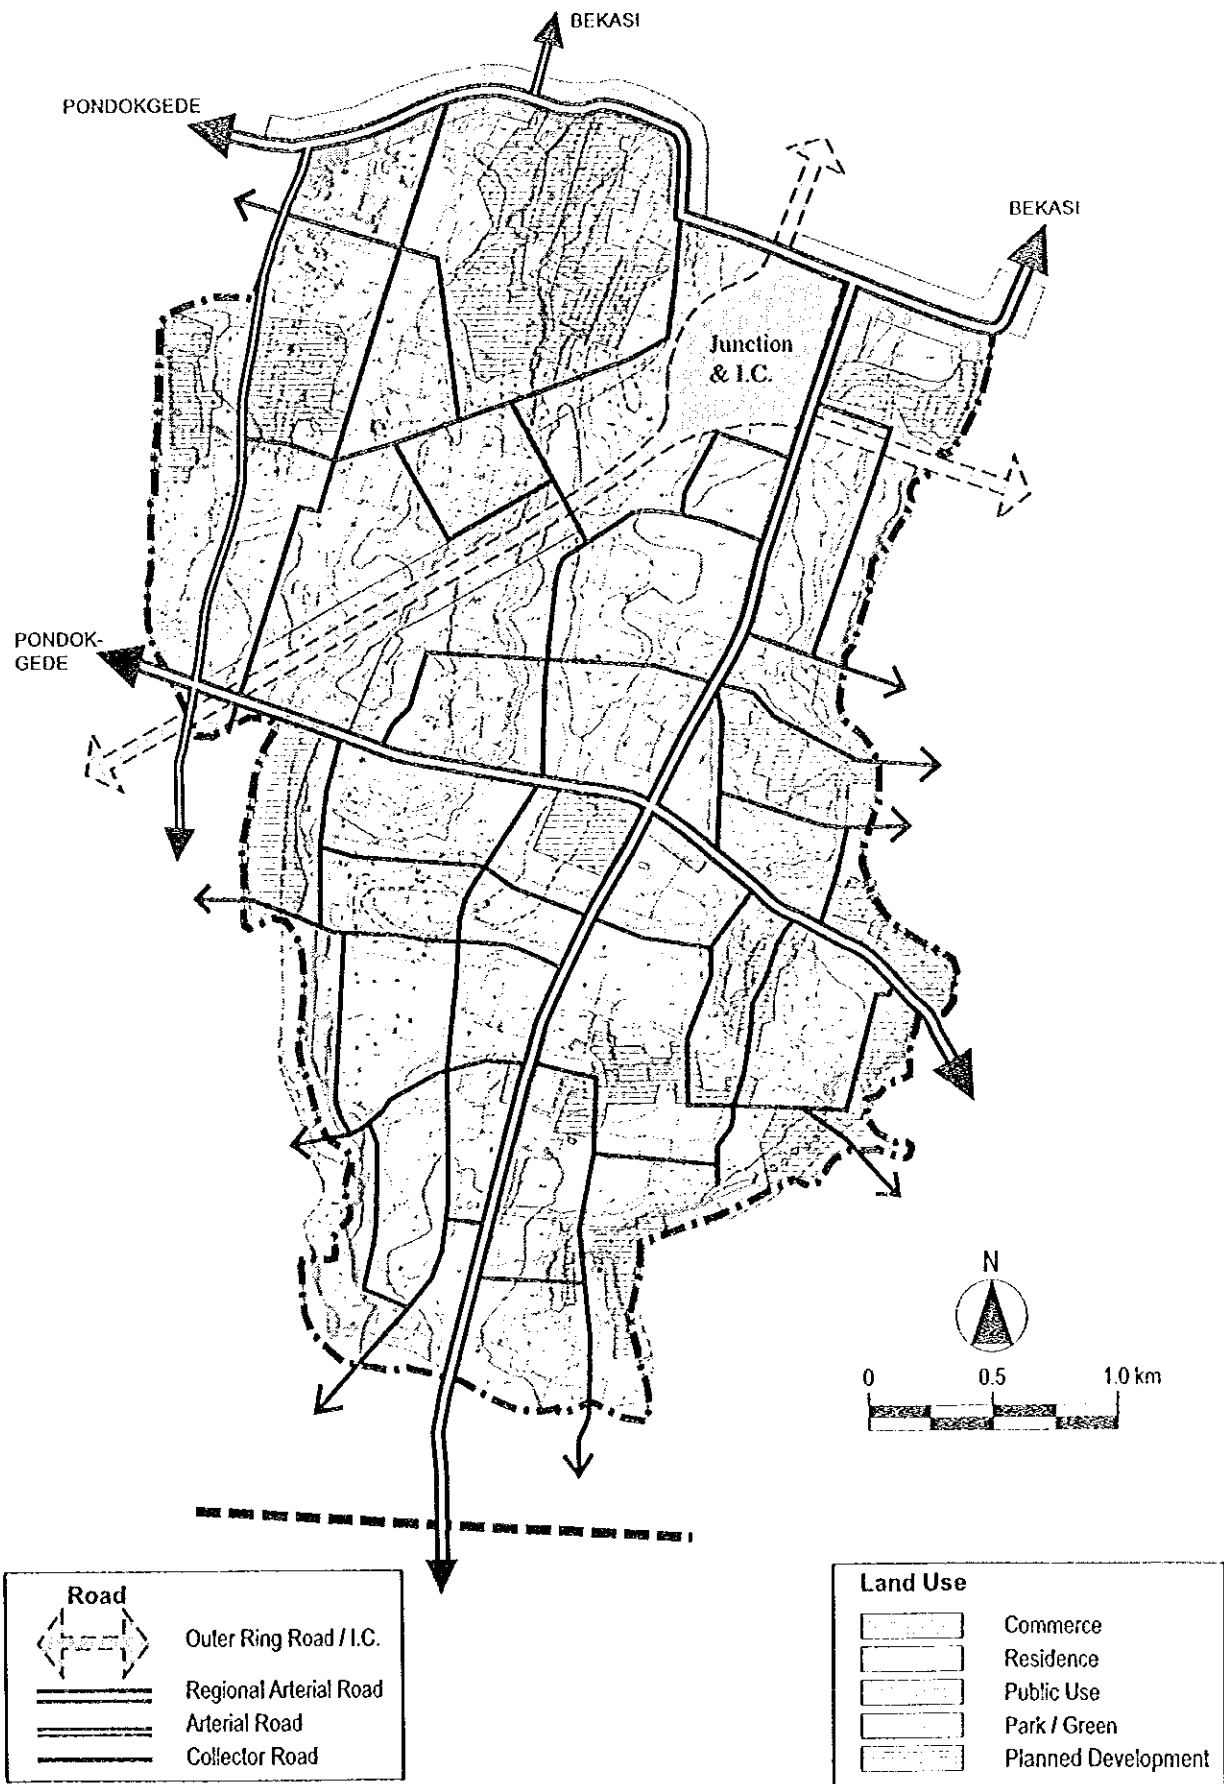 BEKASI
PONDOKGEDE
BEKASI
Junction
& I.C.
PONDOK-
GEDE
N
0 0.5 1.0 km
Road
Outer Ring Road / I.C.
Regional Arterial Road
Arterial Road
Collector Road
Land Use
Commerce
Residence
Public Use
Park / Green
Planned Development